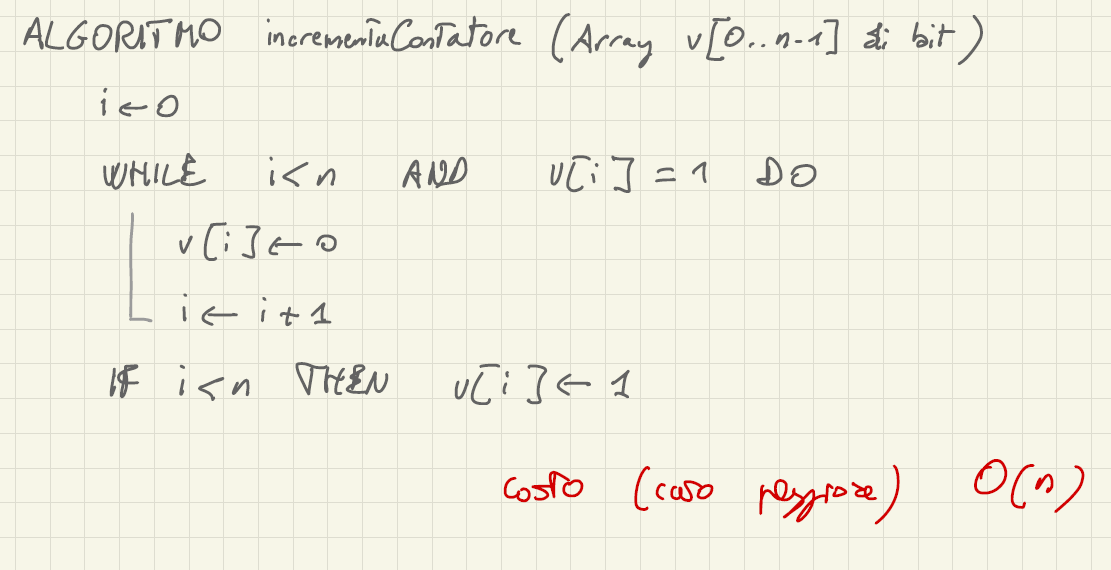 ALGORITMO incrementaContatore (Array v[0..n-1] di bit)
i ← 0
WHILE i < n AND v[i] = 1 DO
v[i] ← 0
i ← i + 1
IF i < n THEN v[i] ← 1
costo (caso peggiore) O(n)